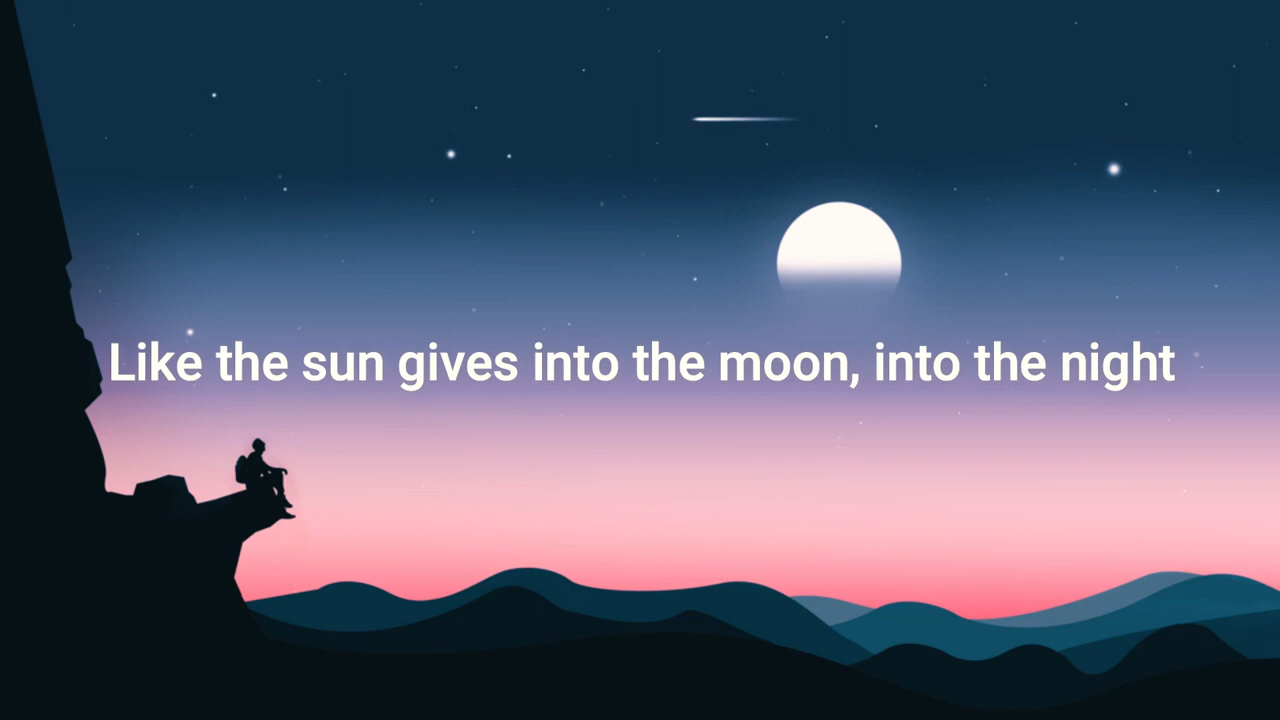 Like the sun gives into the moon, into the night